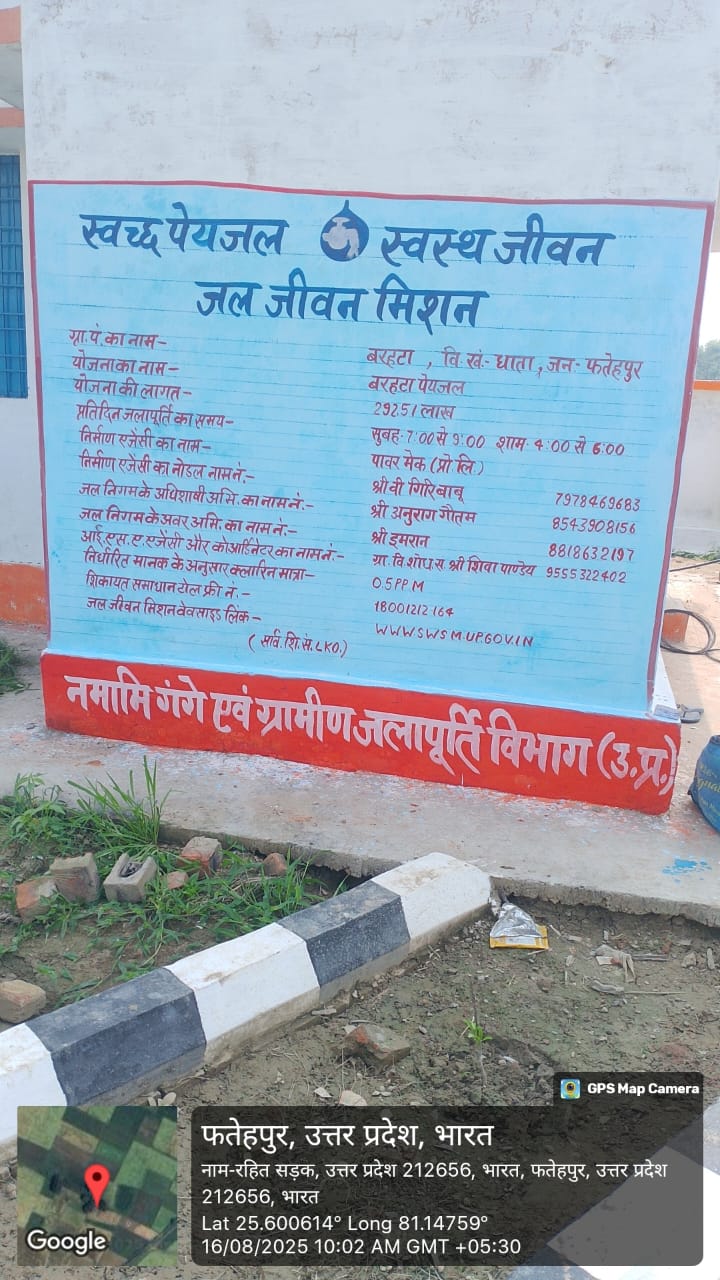 स्वच्छ पेयजल स्वस्थ जीवन
जल जीवन मिशन
ग्रा. पं. का नाम- बरहटा , वि. खं.- धाता , जन.- फतेहपुर
योजना का नाम- बरहटा पेयजल
योजना की लागत- 292.51 लाख
प्रतिदिन जलापूर्ति का समय- सुबह- 7:00 से 9:00 शाम- 4:00 से 6:00
निर्माण एजेंसी का नाम- पावर मेक (प्रो लि.)
निर्माण एजेंसी का नोडल नाम नं.- श्री वी गिरि बाबू 7978469683
जल निगम के अधिशाषी अभि. का नाम नं.- श्री अनुराग गौतम 8543908156
जल निगम के अवर अभि. का नाम नं.- श्री इमरान 8818632197
आई. एस. ए. एजेंसी और कोआर्डिनेटर का नाम नं.- ग्रा. वि. शोध. स. श्री शिवा पाण्डेय 9555322402
निर्धारित मानक के अनुसार क्लोरिन मात्रा- 0.5 PPM
शिकायत समाधान टोल फ्री नं.- 18001212164
जल जीवन मिशन वेवसाइड लिंक- WWW.SWSM.UP.GOV.IN
(सर्व. शि. सं. LKO.)
नमामि गंगे एवं ग्रामीण जलापूर्ति विभाग (उ.प्र.)
GPS Map Camera
फतेहपुर, उत्तर प्रदेश, भारत
नाम-रहित सड़क, उत्तर प्रदेश 212656, भारत, फतेहपुर, उत्तर प्रदेश
212656, भारत
Lat 25.600614° Long 81.14759°
16/08/2025 10:02 AM GMT +05:30
Google